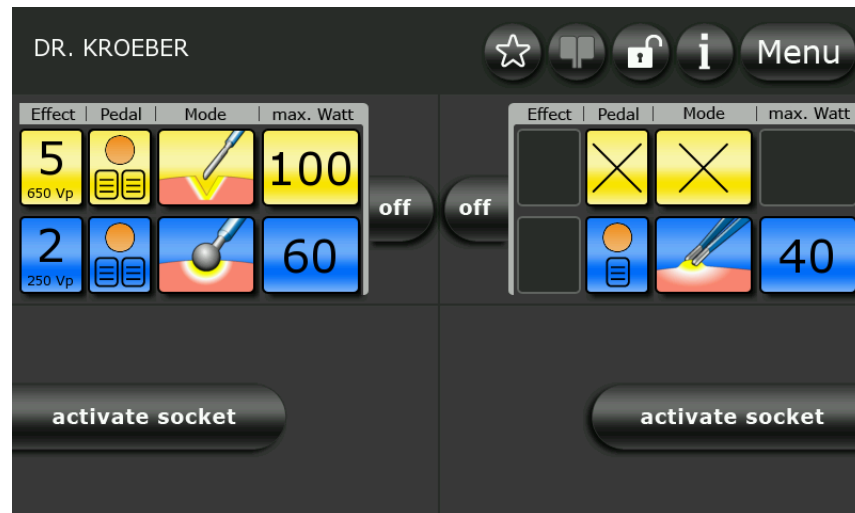 DR. KROEBER
i Menu
Effect | Pedal | Mode | max. Watt
5
650 Vp
100
off
2
250 Vp
60
Effect | Pedal | Mode | max. Watt
off
40
activate socket
activate socket